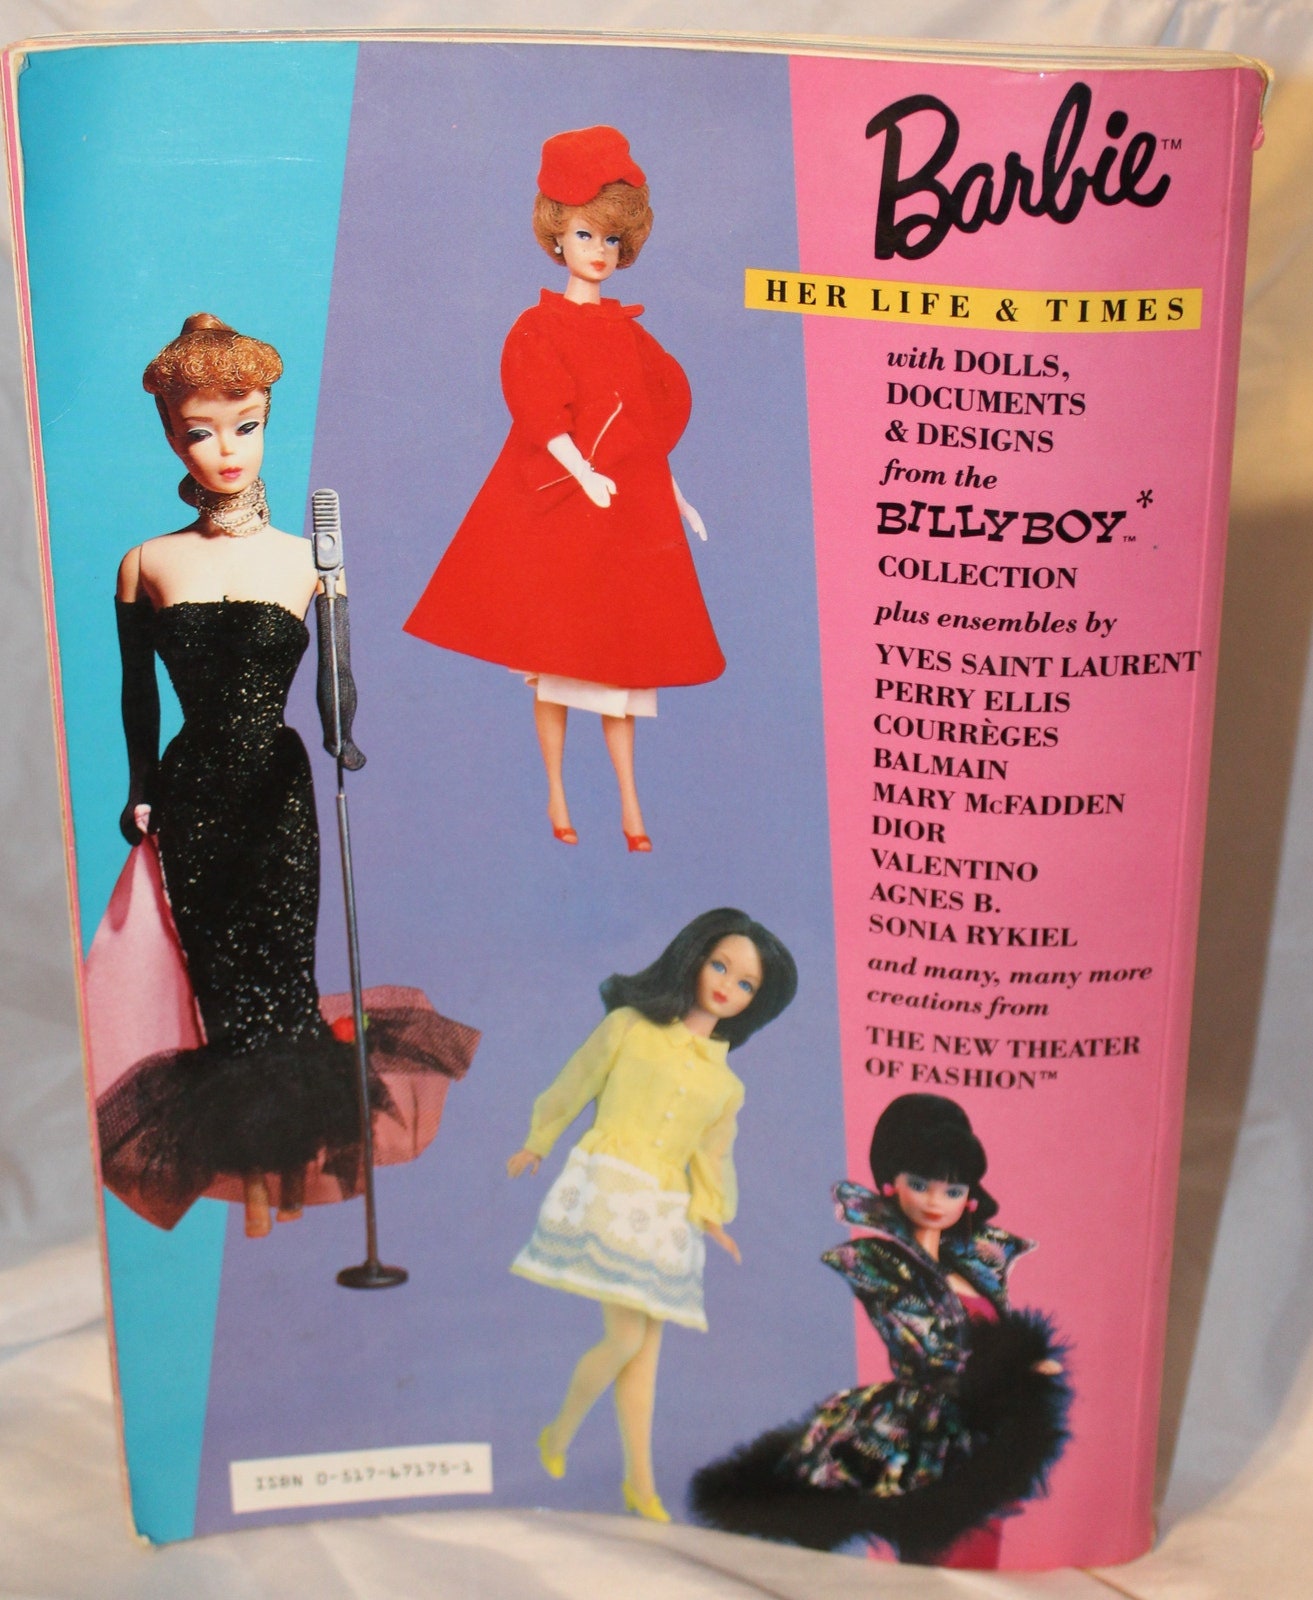 Barbie™
HER LIFE & TIMES
with DOLLS,
DOCUMENTS
& DESIGNS
from the
BILLYBOY™*
COLLECTION
plus ensembles by
YVES SAINT LAURENT
PERRY ELLIS
COURRÈGES
BALMAIN
MARY McFADDEN
DIOR
VALENTINO
AGNES B.
SONIA RYKIEL
and many, many more
creations from
THE NEW THEATER
OF FASHION™
ISBN 0-517-67175-1